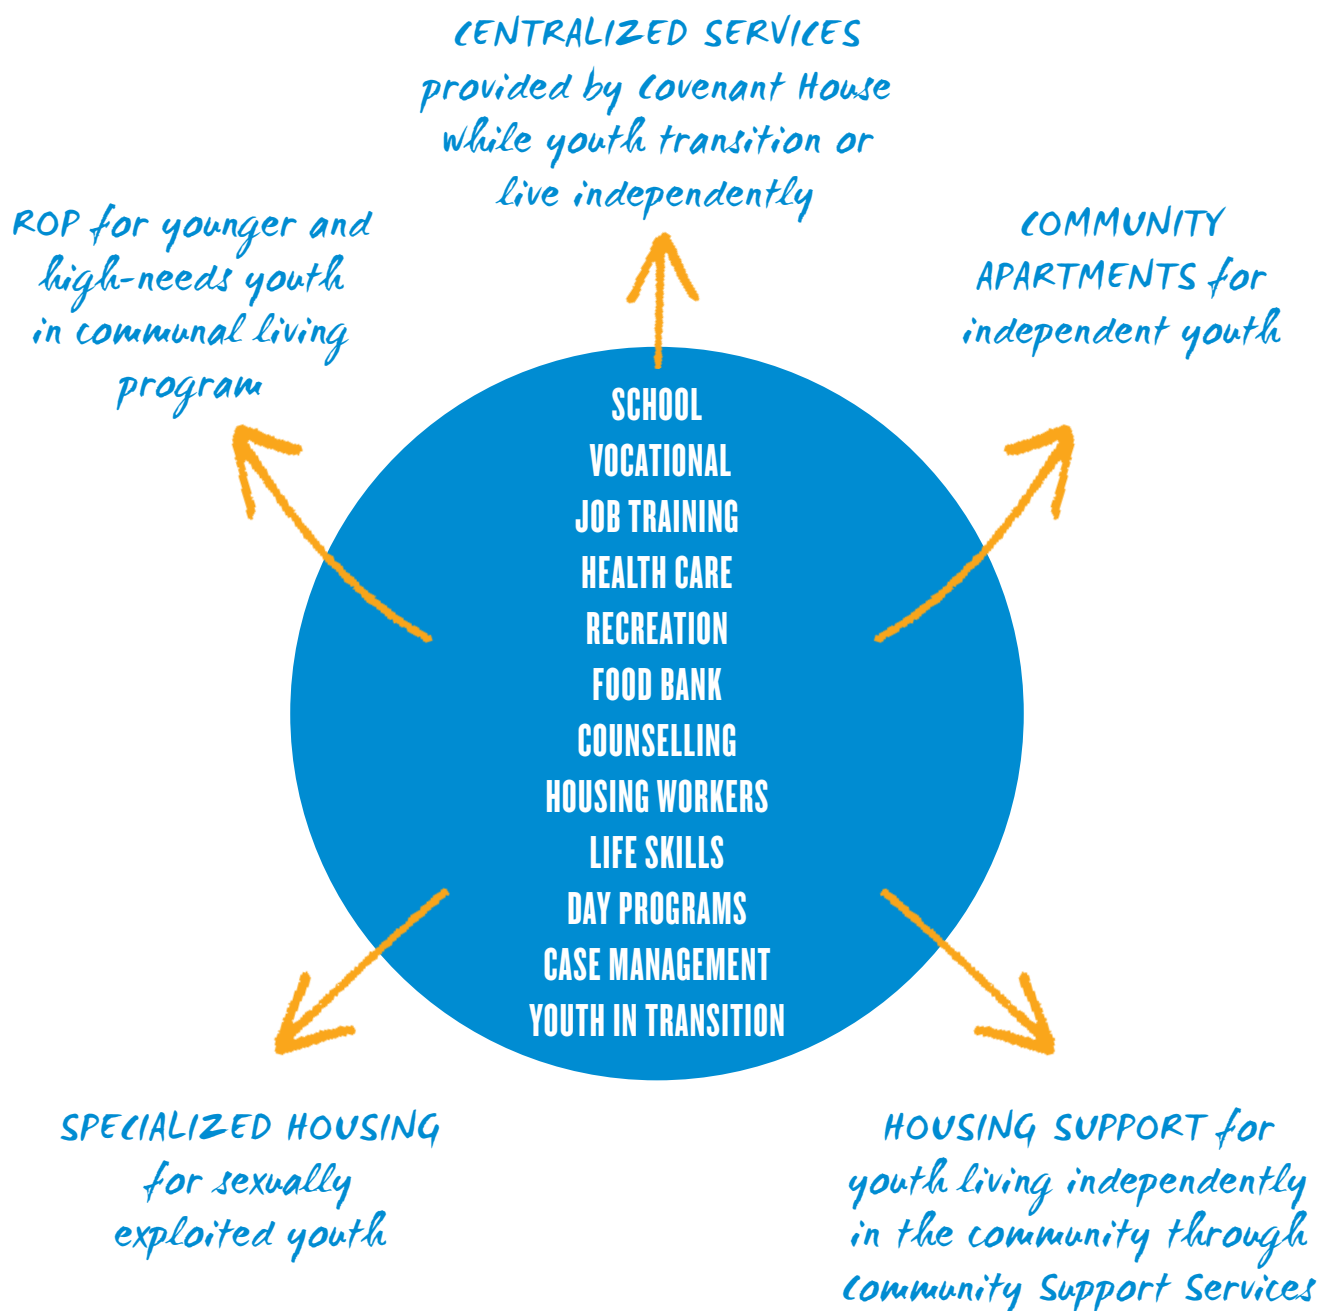 CENTRALIZED SERVICES
provided by Covenant House
while youth transition or
live independently
ROP for younger and
high-needs youth
in communal living
program
COMMUNITY
APARTMENTS for
independent youth
SCHOOL
VOCATIONAL
JOB TRAINING
HEALTH CARE
RECREATION
FOOD BANK
COUNSELLING
HOUSING WORKERS
LIFE SKILLS
DAY PROGRAMS
CASE MANAGEMENT
YOUTH IN TRANSITION
SPECIALIZED HOUSING
for sexually
exploited youth
HOUSING SUPPORT for
youth living independently
in the community through
Community Support Services